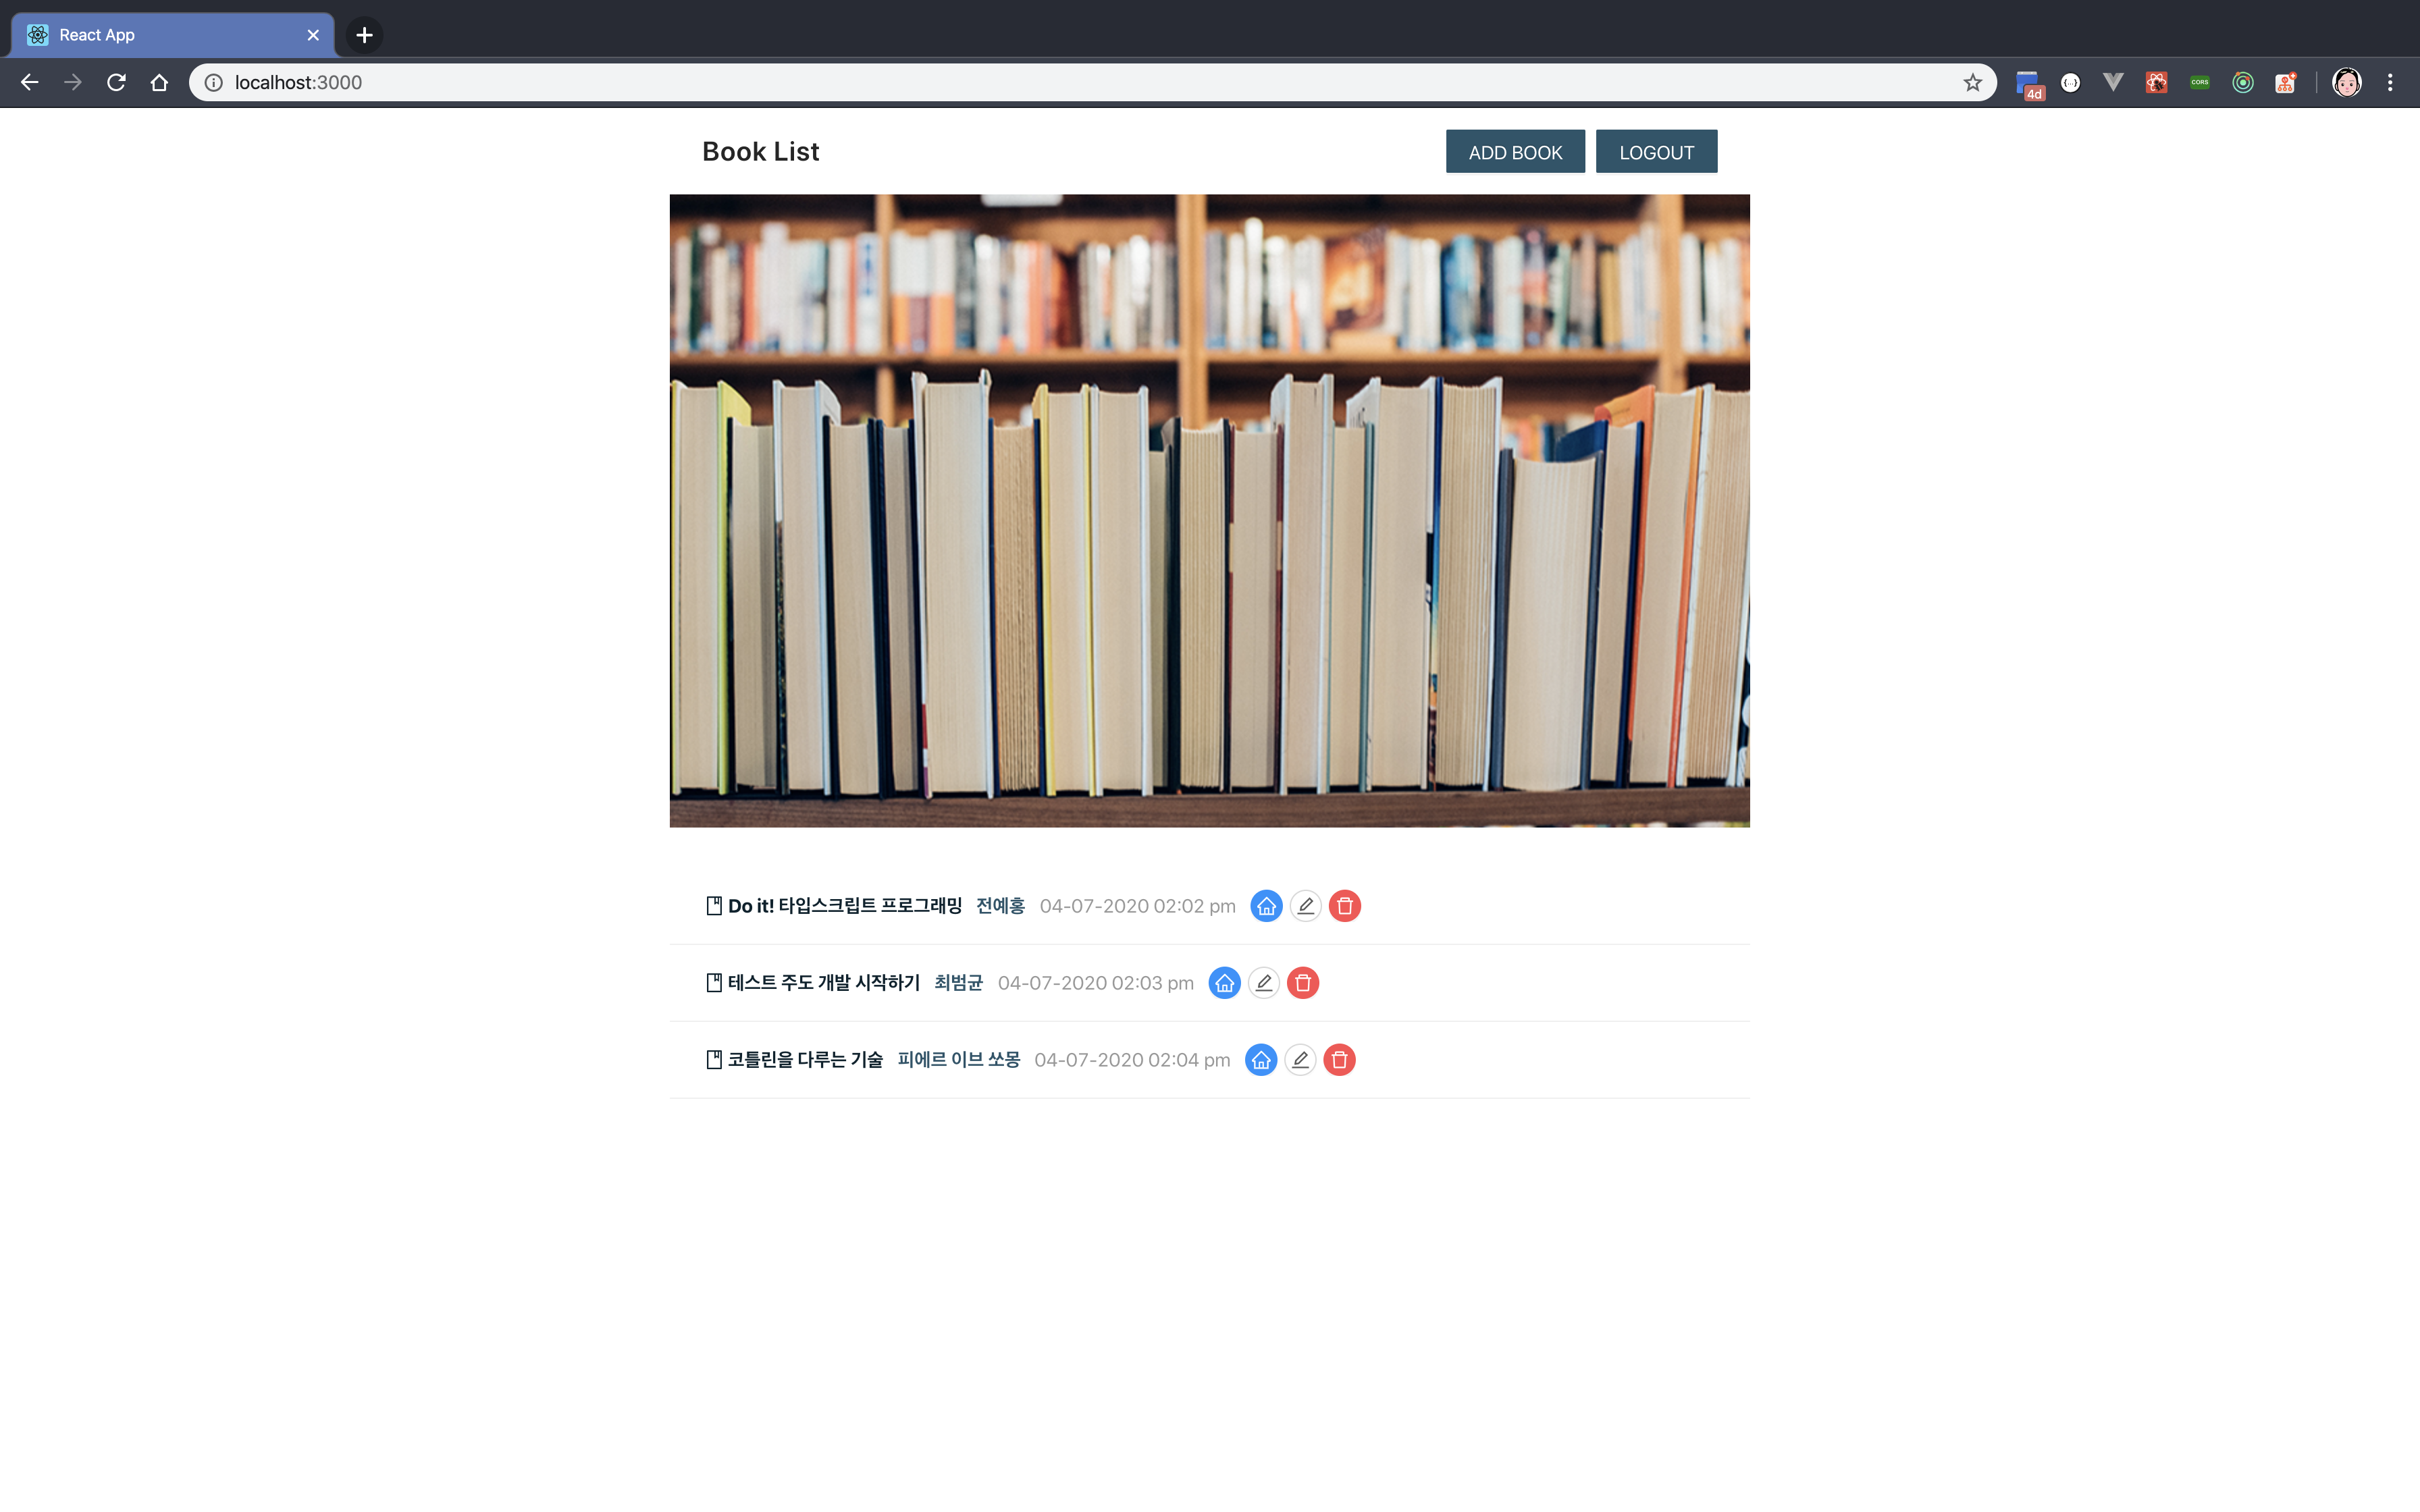 React App
localhost:3000
4d
CORS
Book List
ADD BOOK
LOGOUT
Do it! 타입스크립트 프로그래밍 전예홍 04-07-2020 02:02 pm
테스트 주도 개발 시작하기 최범균 04-07-2020 02:03 pm
코틀린을 다루는 기술 피에르 이브 쏘몽 04-07-2020 02:04 pm